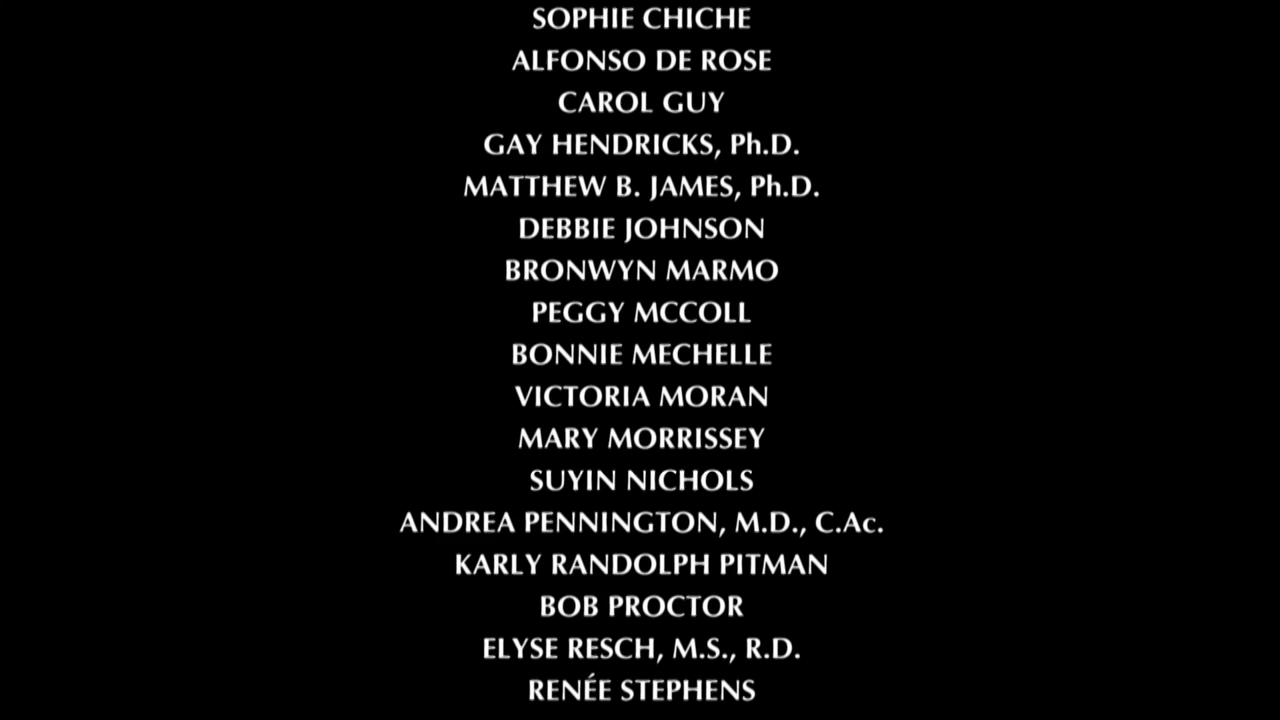 SOPHIE CHICHE
ALFONSO DE ROSE
CAROL GUY
GAY HENDRICKS, Ph.D.
MATTHEW B. JAMES, Ph.D.
DEBBIE JOHNSON
BRONWYN MARMO
PEGGY MCCOLL
BONNIE MECHELLE
VICTORIA MORAN
MARY MORRISSEY
SUYIN NICHOLS
ANDREA PENNINGTON, M.D., C.Ac.
KARLY RANDOLPH PITMAN
BOB PROCTOR
ELYSE RESCH, M.S., R.D.
RENÉE STEPHENS